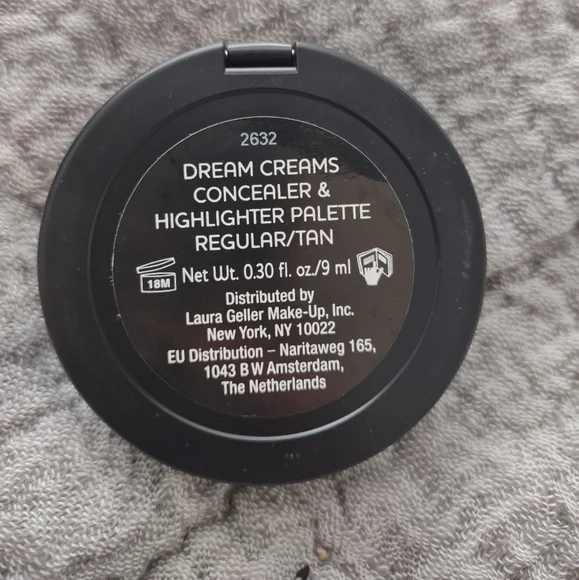 2632
DREAM CREAMS
CONCEALER &
HIGHLIGHTER PALETTE
REGULAR/TAN
18M Net Wt. 0.30 fl. oz./9 ml
Distributed by
Laura Geller Make-Up, Inc.
New York, NY 10022
EU Distribution – Naritaweg 165,
1043 B W Amsterdam,
The Netherlands